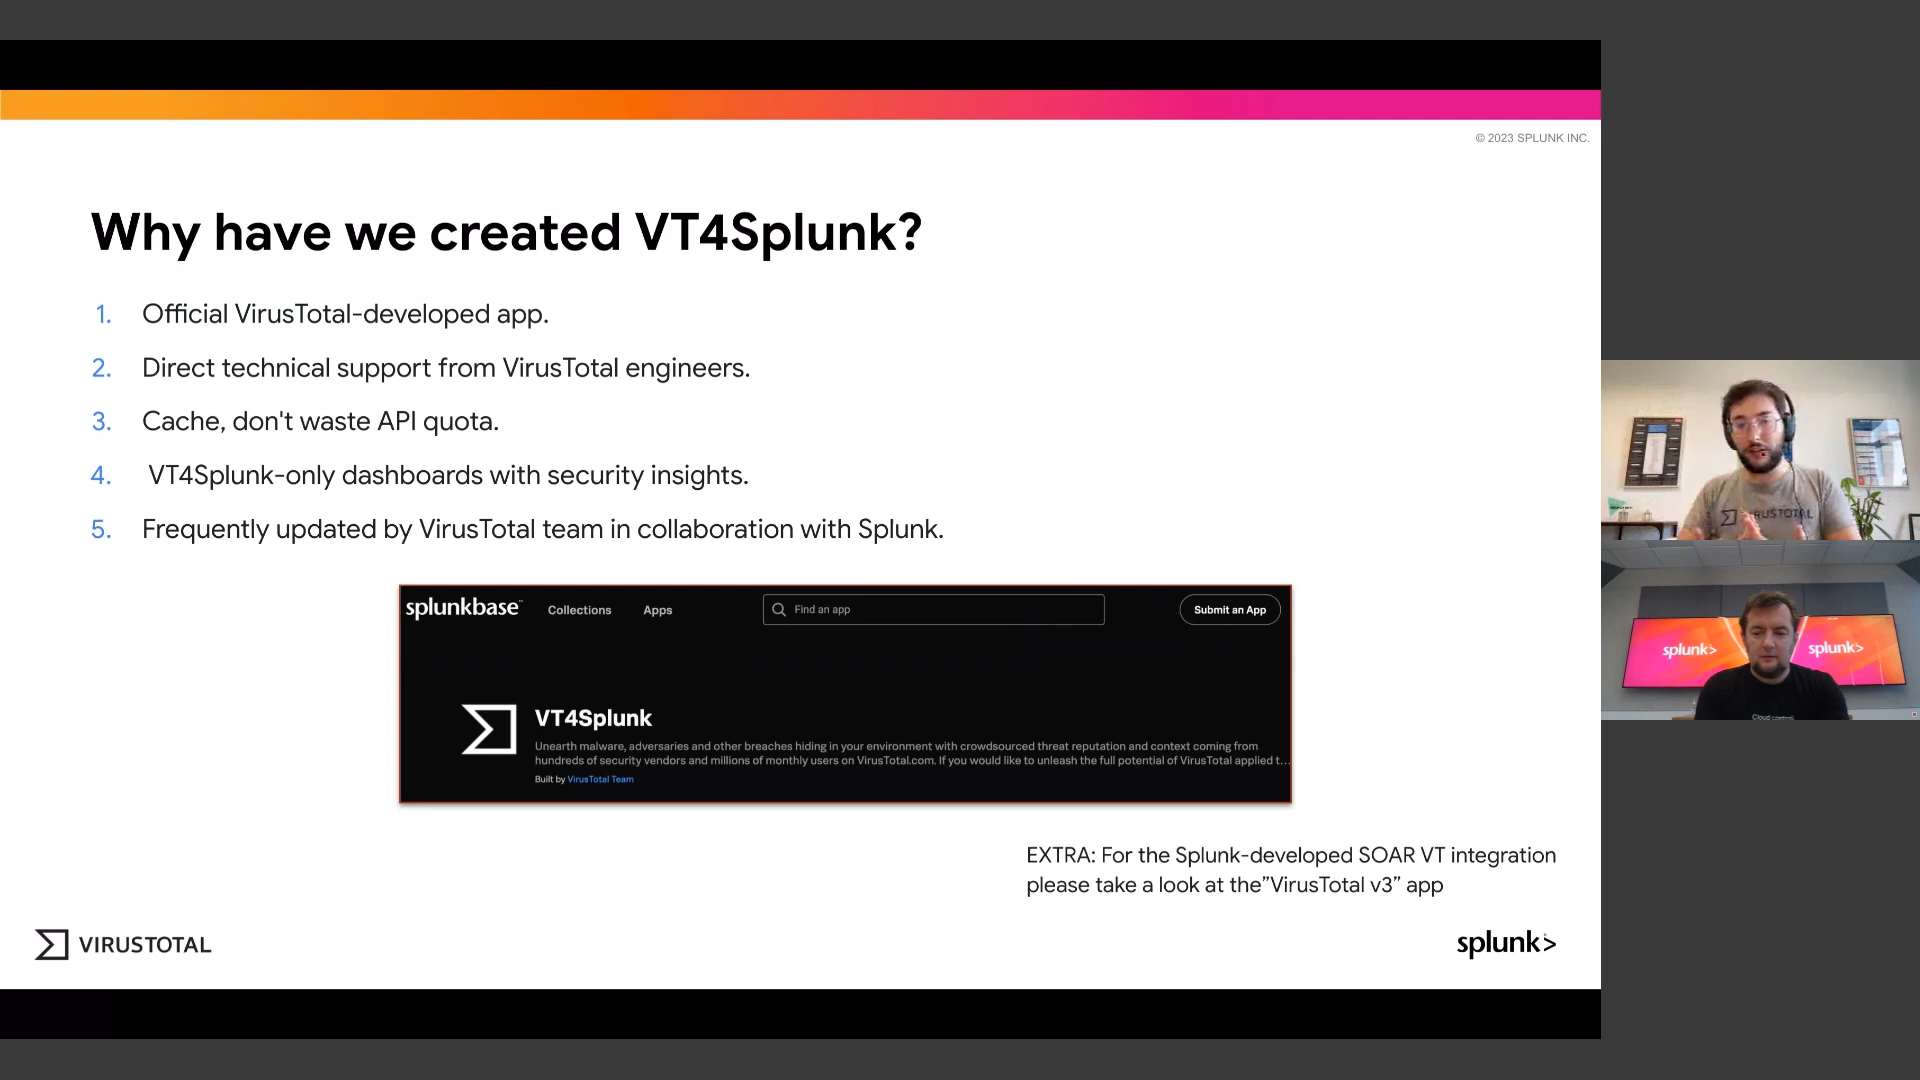 © 2023 SPLUNK INC.
Why have we created VT4Splunk?
1. Official VirusTotal-developed app.
2. Direct technical support from VirusTotal engineers.
3. Cache, don't waste API quota.
4. VT4Splunk-only dashboards with security insights.
5. Frequently updated by VirusTotal team in collaboration with Splunk.
splunkbase Collections Apps Find an app Submit an App
VT4Splunk
Unearth malware, adversaries and other breaches hiding in your environment with crowdsourced threat reputation and context coming from
hundreds of security vendors and millions of monthly users on VirusTotal.com. If you would like to unleash the full potential of VirusTotal applied t...
Built by VirusTotal Team
EXTRA: For the Splunk-developed SOAR VT integration
please take a look at the”VirusTotal v3” app
VIRUSTOTAL
splunk>
VIRUSTOTAL
splunk> splunk>
Cloud control